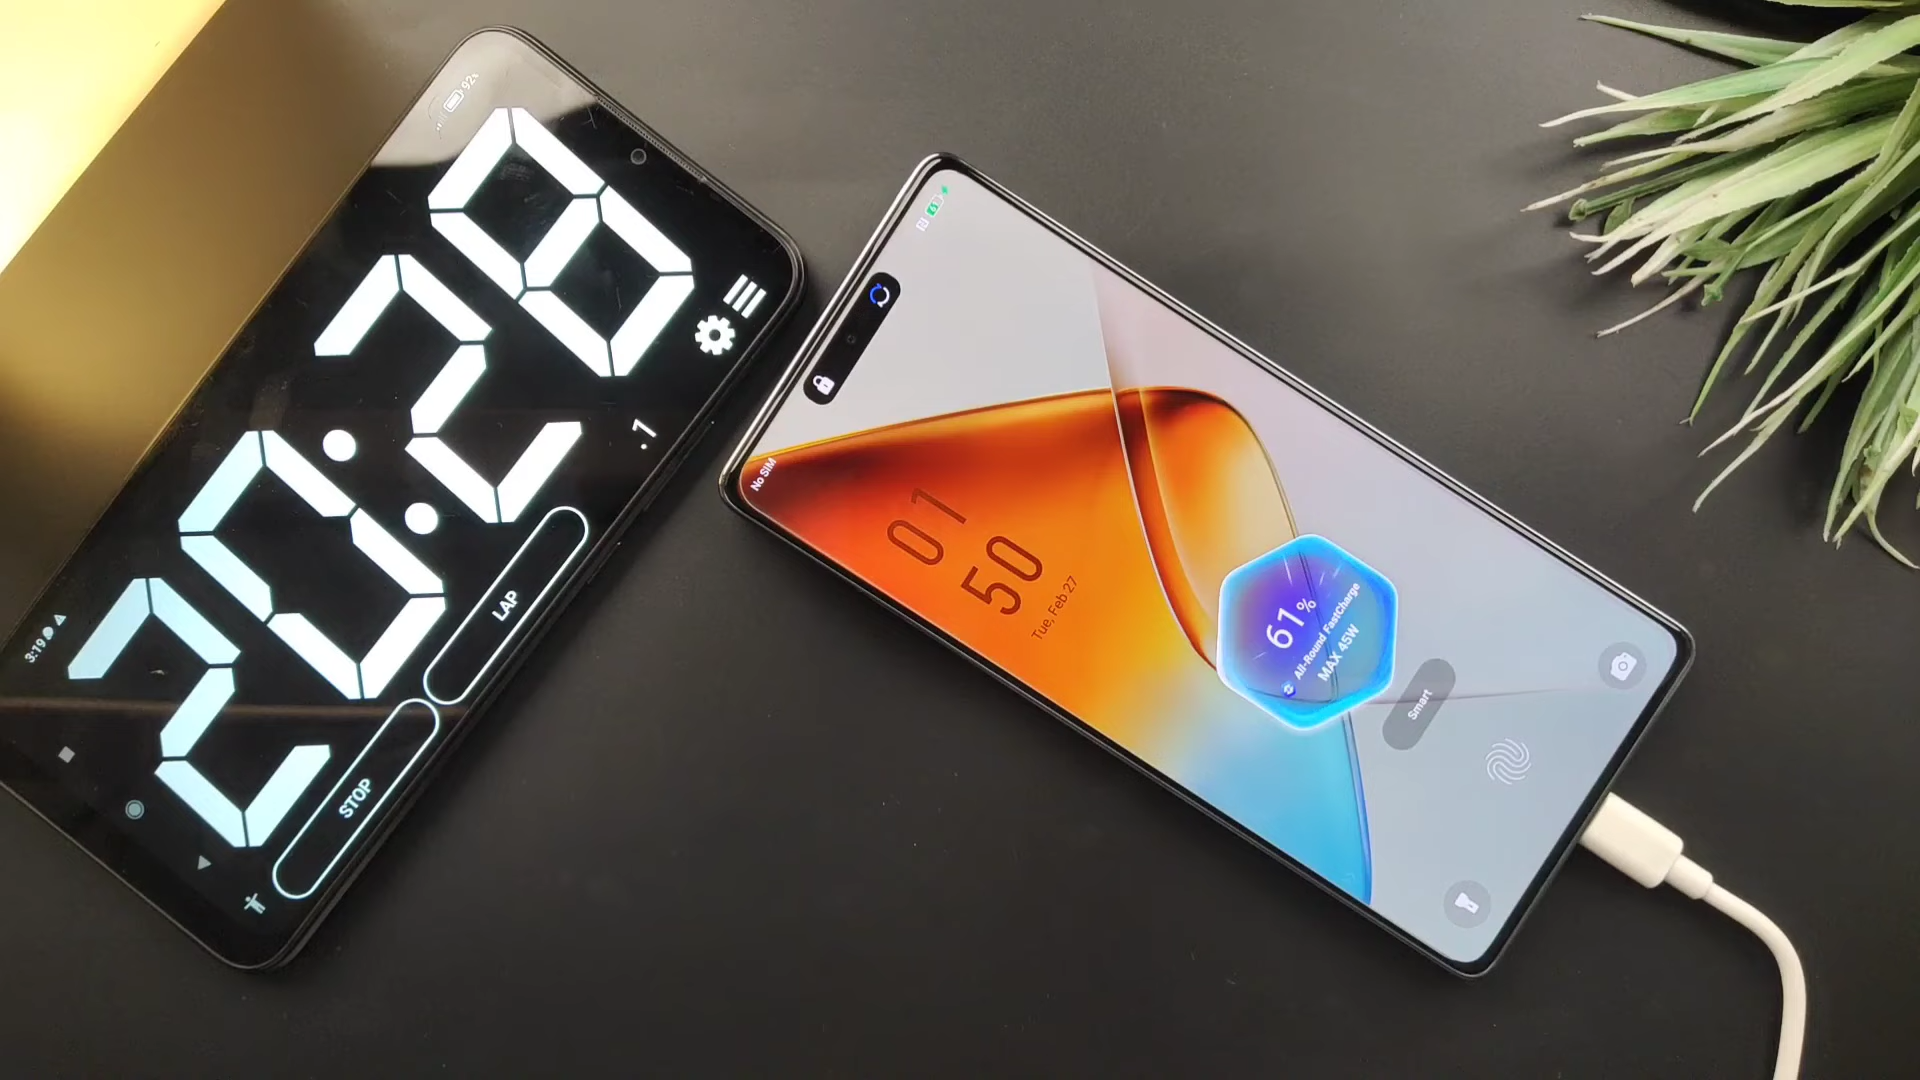 92%
20:28
.1
3:19
LAP
STOP
No SIM
01
50
Tue, Feb 27
61%
All-Round FastCharge
MAX 45W
Smart